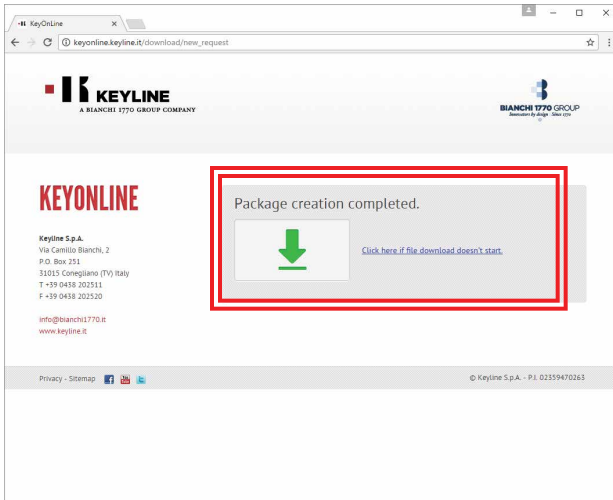 KeyOnLine
keyonline.keyline.it/download/new_request
KEYLINE
A BIANCHI 1770 GROUP COMPANY
BIANCHI 1770 GROUP
Innovators by design · Since 1770
KEYONLINE
Keyline S.p.A.
Via Camillo Bianchi, 2
P.O. Box 251
31015 Conegliano (TV) Italy
T +39 0438 202511
F +39 0438 202520
info@bianchi1770.it
www.keyline.it
Package creation completed.
Click here if file download doesn't start.
Privacy - Sitemap
© Keyline S.p.A. - P.I. 02359470263